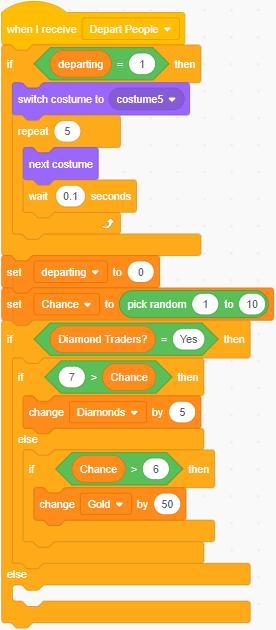 when I receive Depart People
if departing = 1 then
switch costume to costume5
repeat 5
next costume
wait 0.1 seconds
set departing to 0
set Chance to pick random 1 to 10
if Diamond Traders? = Yes then
if 7 > Chance then
change Diamonds by 5
else
if Chance > 6 then
change Gold by 50
else